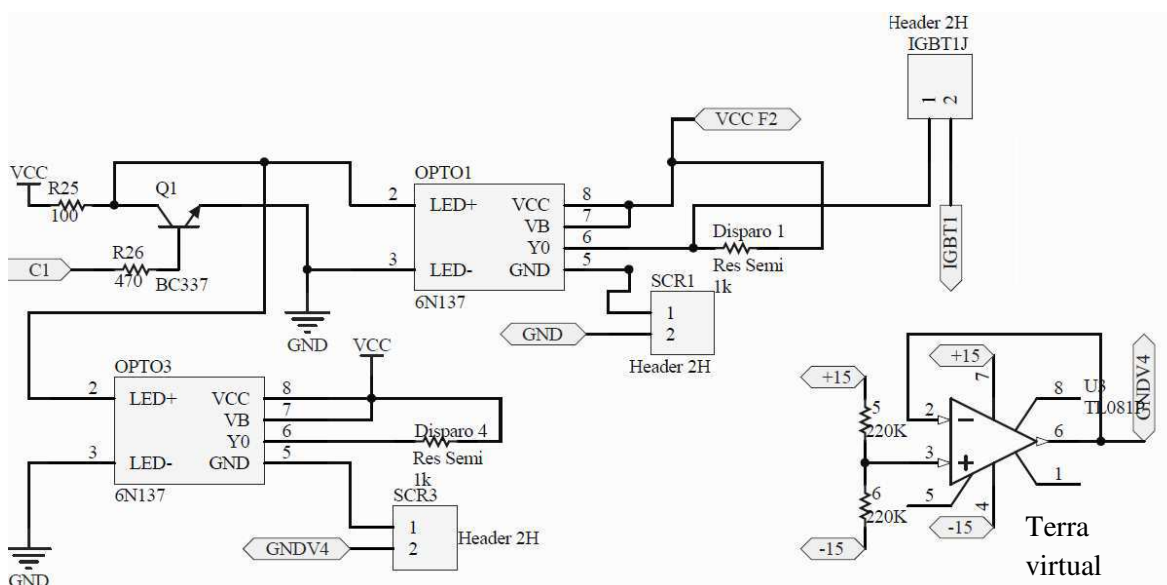 Header 2H
IGBT1J
1
2
VCC F2
VCC
R25
100
Q1
OPTO1
2
LED+
VCC
8
VB
7
Y0
6
3
LED-
GND
5
6N137
Disparo 1
Res Semi
1k
IGBT1
C1
R26
470
BC337
GND
SCR1
1
2
GND
Header 2H
OPTO3
VCC
2
LED+
VCC
8
VB
7
Y0
6
3
LED-
GND
5
6N137
Disparo 4
Res Semi
1k
SCR3
1
2
Header 2H
GNDV4
GND
+15
+15
7
8
U3
TL081P
GNDV4
5
220K
2
6
3
6
220K
5
4
1
-15
-15
Terra
virtual